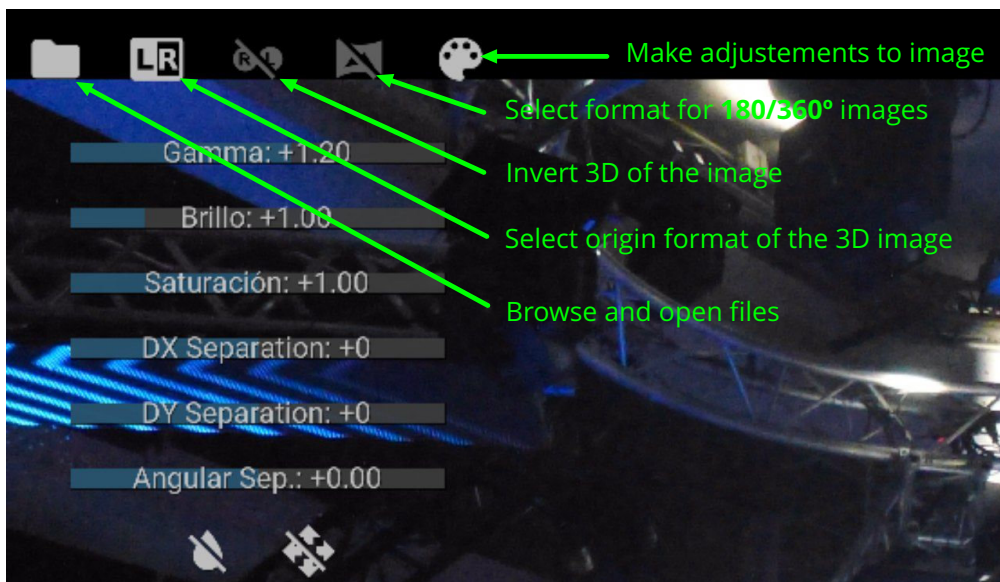 LR
R L
Make adjustements to image
Select format for 180/360º images
Gamma: +1.20
Invert 3D of the image
Brillo: +1.00
Select origin format of the 3D image
Saturación: +1.00
Browse and open files
DX Separation: +0
DY Separation: +0
Angular Sep.: +0.00